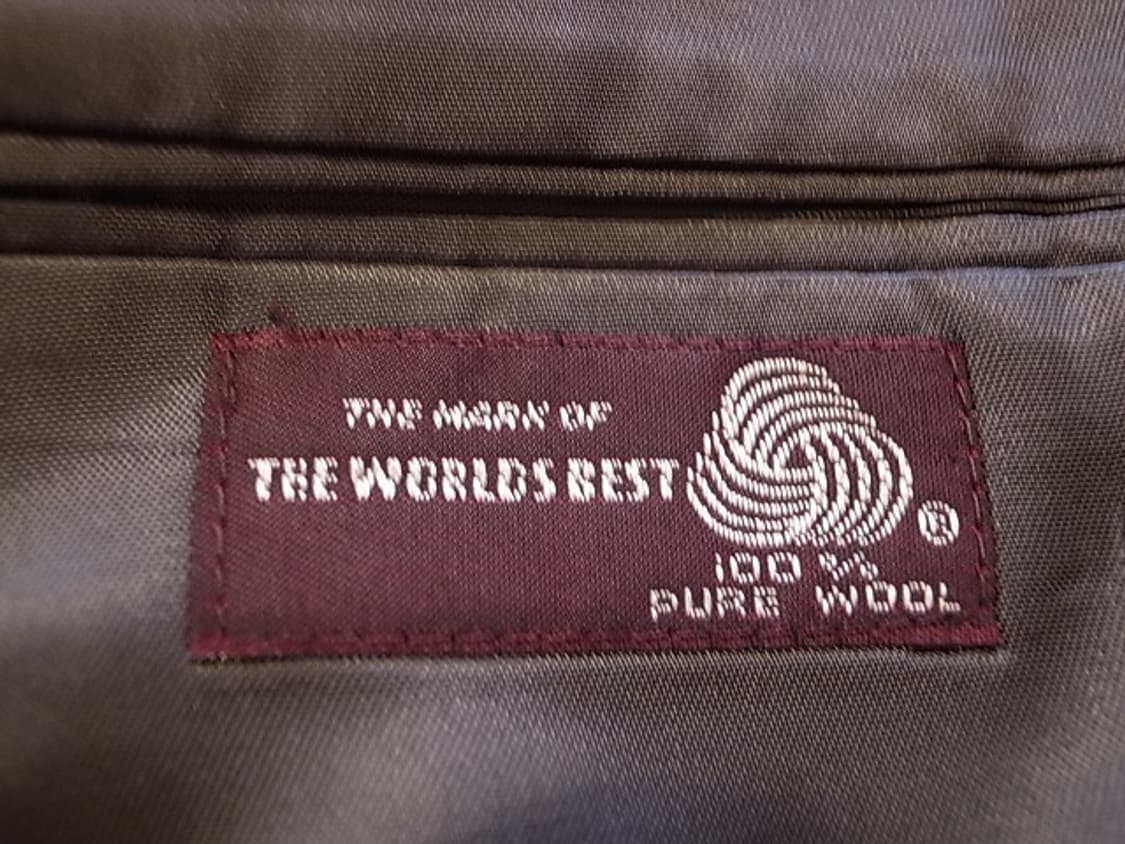 THE MARK OF
THE WORLDS BEST
®
100 %
PURE WOOL